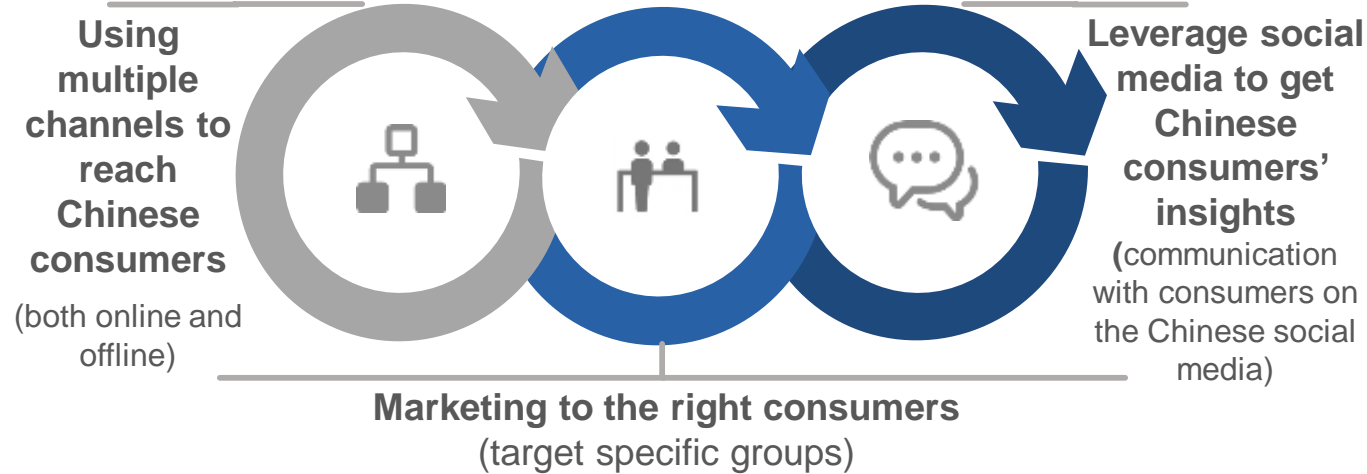 Using
multiple
channels to
reach
Chinese
consumers
(both online and
offline)
Marketing to the right consumers
(target specific groups)
Leverage social
media to get
Chinese
consumers’
insights
(communication
with consumers on
the Chinese social
media)